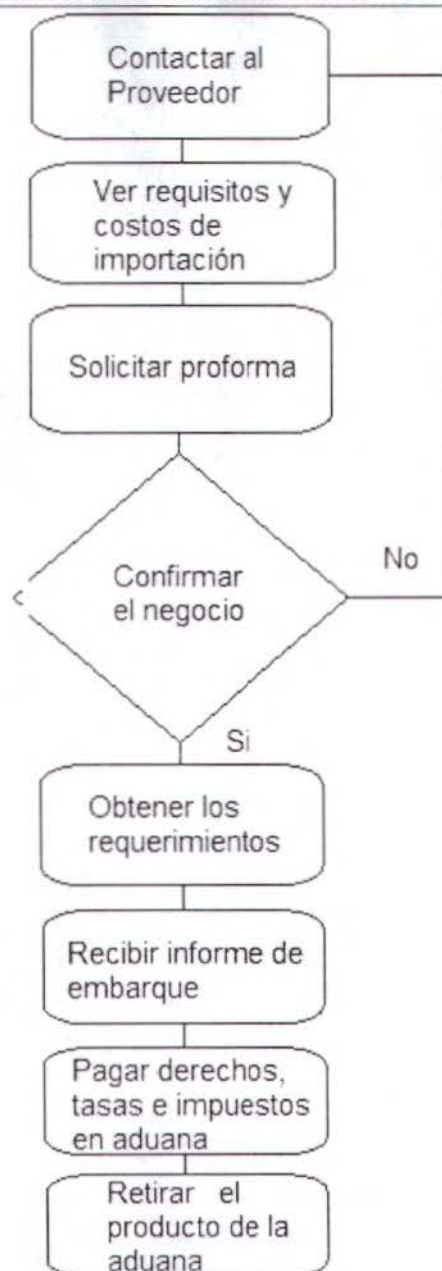 Contactar al
Proveedor
Ver requisitos y
costos de
importación
Solicitar proforma
Confirmar
el negocio
No
Si
Obtener los
requerimientos
Recibir informe de
embarque
Pagar derechos,
tasas e impuestos
en aduana
Retirar el
producto de la
aduana